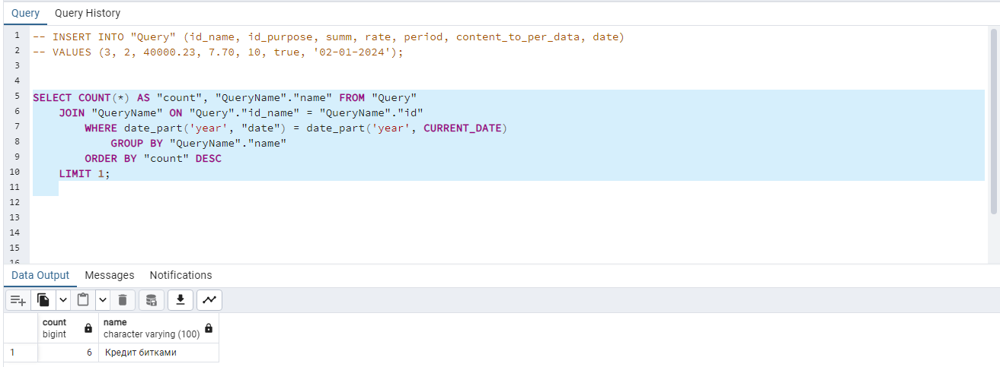 Query Query History
1 -- INSERT INTO "Query" (id_name, id_purpose, summ, rate, period, content_to_per_data, date)
2 -- VALUES (3, 2, 40000.23, 7.70, 10, true, '02-01-2024');
3
4
5 SELECT COUNT(*) AS "count", "QueryName"."name" FROM "Query"
6 JOIN "QueryName" ON "Query"."id_name" = "QueryName"."id"
7 WHERE date_part('year', "date") = date_part('year', CURRENT_DATE)
8 GROUP BY "QueryName"."name"
9 ORDER BY "count" DESC
10 LIMIT 1;
11
12
13
14
15
16
Data Output Messages Notifications
count name
bigint character varying (100)
1 6 Кредит битками